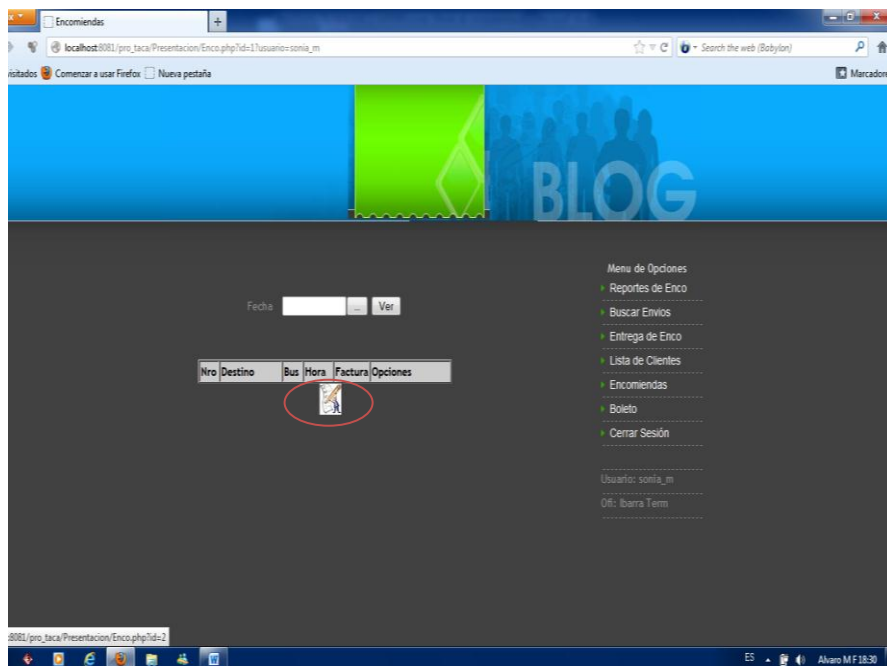 Encomiendas +
localhost:8081/pro_taca/Presentacion/Enco.php?id=1?usuario=sonia_m
Search the web (Babylon)
visitados Comenzar a usar Firefox Nueva pestaña
Marcadore
BLOG
Menu de Opciones
Reportes de Enco
Fecha ... Ver
Buscar Envios
Entrega de Enco
Lista de Clientes
Nro Destino Bus Hora Factura Opciones
Encomiendas
Boleto
Cerrar Sesión
Usuario: sonia_m
Ofi: Ibarra Term
:8081/pro_taca/Presentacion/Enco.php?id=2
ES Alvaro M F 18:30